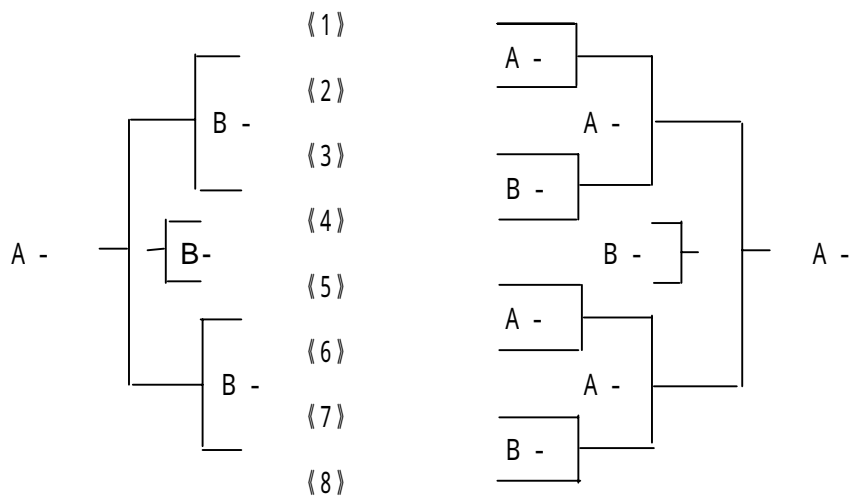 《1》
A -
《2》
B -
A -
《3》
B -
《4》
A -
B-
B -
A -
《5》
A -
《6》
B -
A -
《7》
B -
《8》